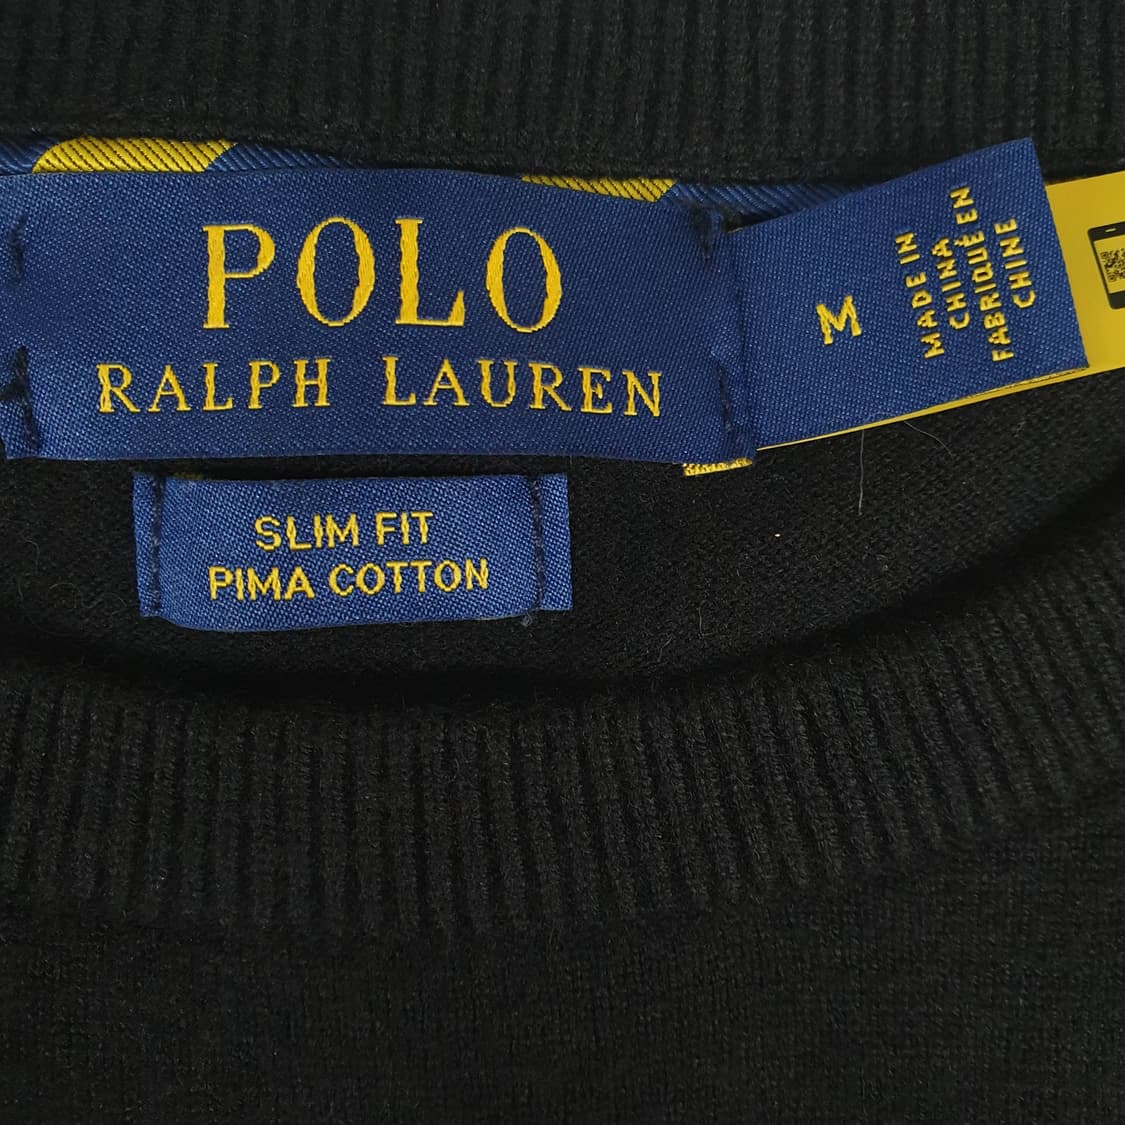 POLO
RALPH LAUREN
M
MADE IN
CHINA
FABRIQUÉ EN
CHINE
SLIM FIT
PIMA COTTON